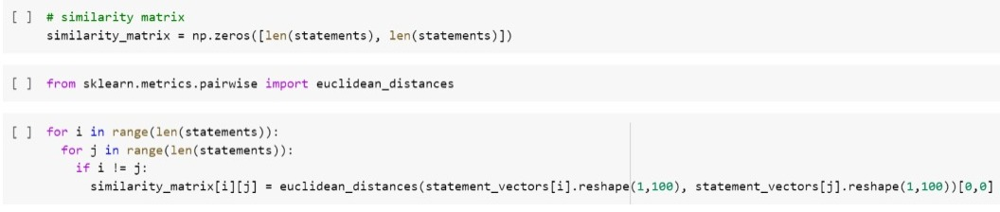 [ ] # similarity matrix
similarity_matrix = np.zeros([len(statements), len(statements)])
[ ] from sklearn.metrics.pairwise import euclidean_distances
[ ] for i in range(len(statements)):
for j in range(len(statements)):
if i != j:
similarity_matrix[i][j] = euclidean_distances(statement_vectors[i].reshape(1,100), statement_vectors[j].reshape(1,100))[0,0]